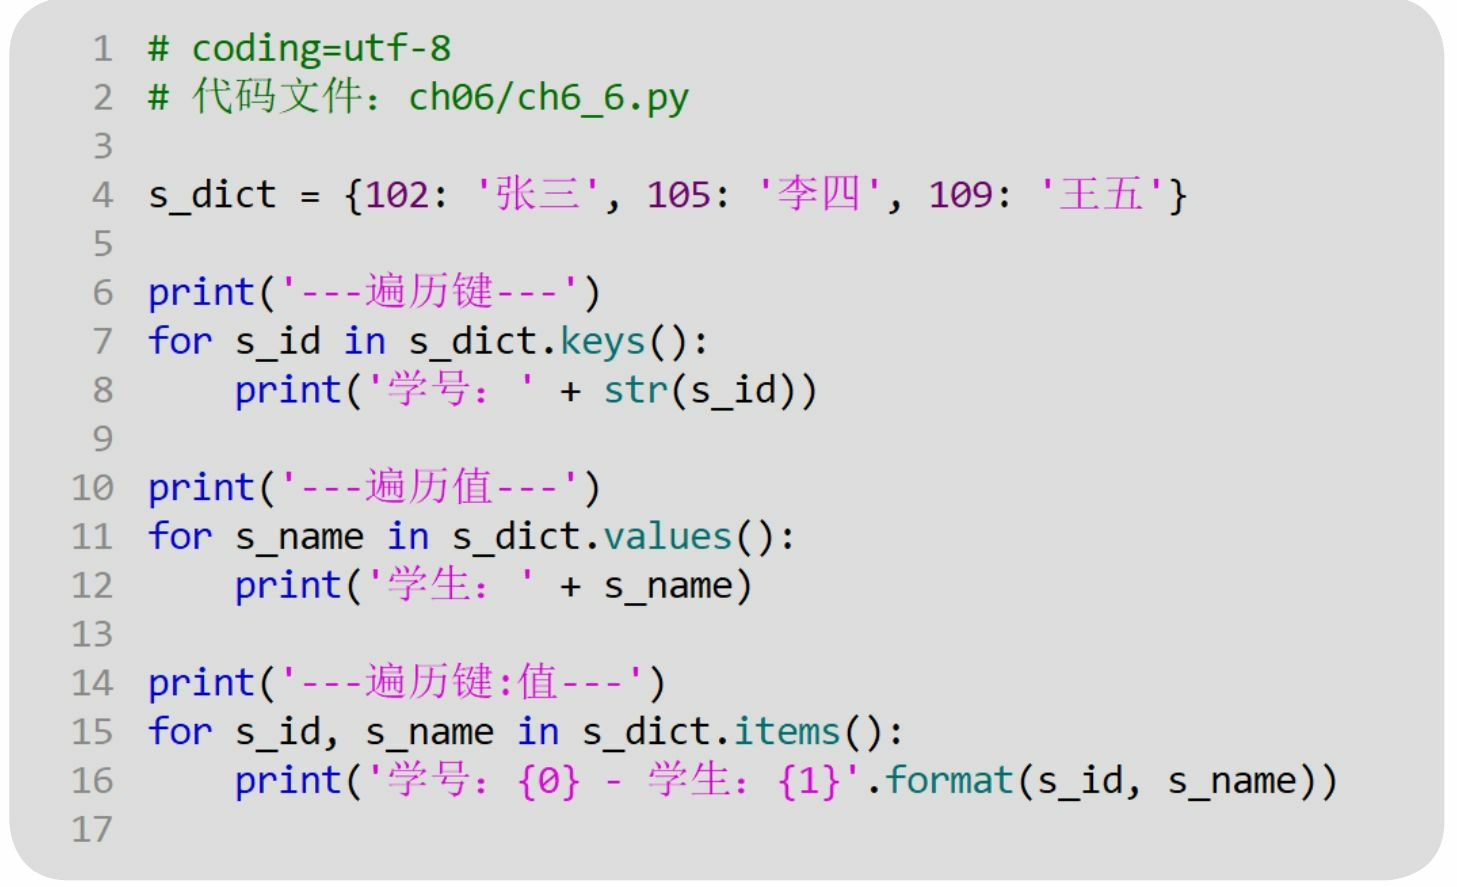 1 # coding=utf-8
2 # 代码文件：ch06/ch6_6.py
3
4 s_dict = {102: '张三', 105: '李四', 109: '王五'}
5
6 print('---遍历键---')
7 for s_id in s_dict.keys():
8     print('学号：' + str(s_id))
9
10 print('---遍历值---')
11 for s_name in s_dict.values():
12     print('学生：' + s_name)
13
14 print('---遍历键:值---')
15 for s_id, s_name in s_dict.items():
16     print('学号：{0} - 学生：{1}'.format(s_id, s_name))
17